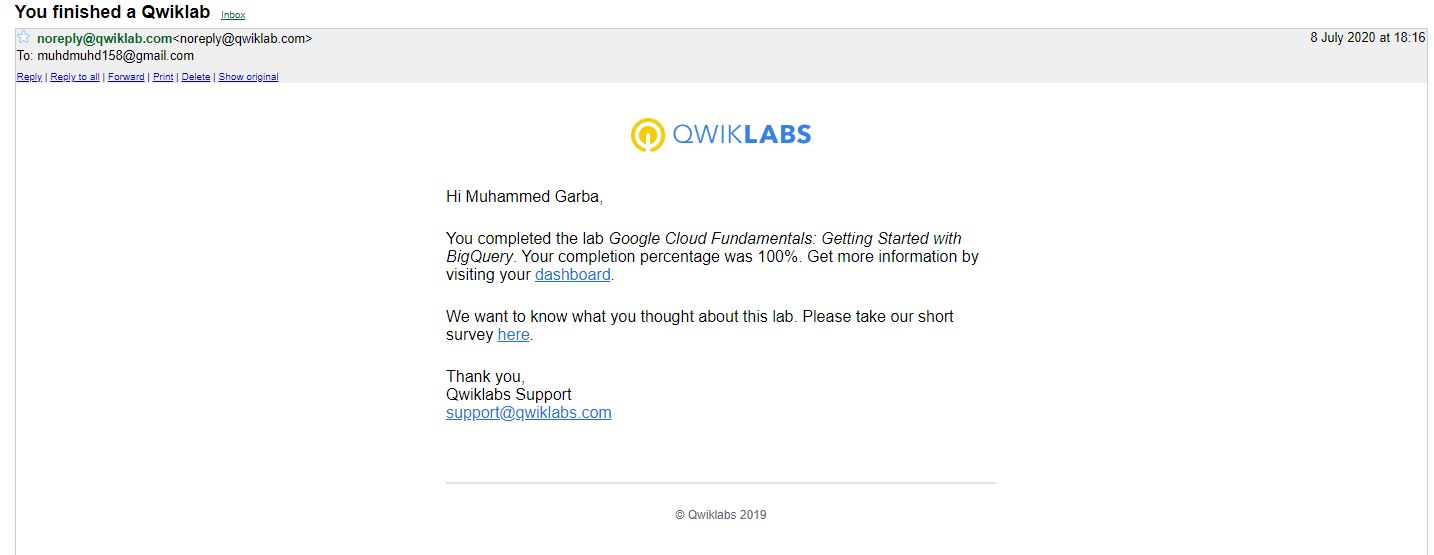 You finished a Qwiklab Inbox
noreply@qwiklab.com<noreply@qwiklab.com> 8 July 2020 at 18:16
To: muhdmuhd158@gmail.com
Reply | Reply to all | Forward | Print | Delete | Show original
QWIKLABS
Hi Muhammed Garba,
You completed the lab Google Cloud Fundamentals: Getting Started with
BigQuery. Your completion percentage was 100%. Get more information by
visiting your dashboard.
We want to know what you thought about this lab. Please take our short
survey here.
Thank you,
Qwiklabs Support
support@qwiklabs.com
© Qwiklabs 2019